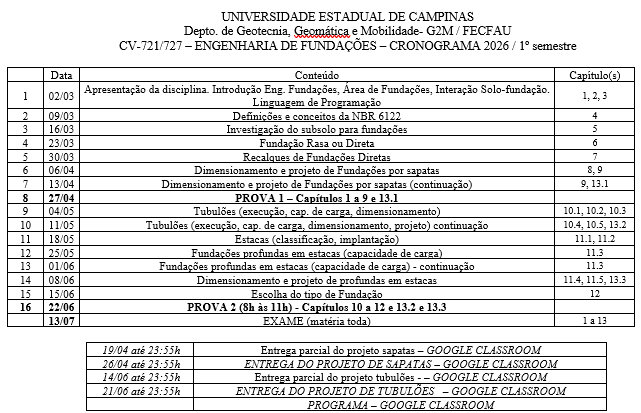 UNIVERSIDADE ESTADUAL DE CAMPINAS
Depto. de Geotecnia, Geomática e Mobilidade- G2M / FECFAU
CV-721/727 – ENGENHARIA DE FUNDAÇÕES – CRONOGRAMA 2026 / 1º semestre
Data Conteúdo Capítulo(s)
1 02/03 Apresentação da disciplina. Introdução Eng. Fundações, Área de Fundações, Interação Solo-fundação. 1, 2, 3
Linguagem de Programação
2 09/03 Definições e conceitos da NBR 6122 4
3 16/03 Investigação do subsolo para fundações 5
4 23/03 Fundação Rasa ou Direta 6
5 30/03 Recalques de Fundações Diretas 7
6 06/04 Dimensionamento e projeto de Fundações por sapatas 8, 9
7 13/04 Dimensionamento e projeto de Fundações por sapatas (continuação) 9, 13.1
8 27/04 PROVA 1 – Capítulos 1 a 9 e 13.1
9 04/05 Tubulões (execução, cap. de carga, dimensionamento) 10.1, 10.2, 10.3
10 11/05 Tubulões (execução, cap. de carga, dimensionamento, projeto) continuação 10.4, 10.5, 13.2
11 18/05 Estacas (classificação, implantação) 11.1, 11.2
12 25/05 Fundações profundas em estacas (capacidade de carga) 11.3
13 01/06 Fundações profundas em estacas (capacidade de carga) - continuação 11.3
14 08/06 Dimensionamento e projeto de profundas em estacas 11.4, 11.5, 13.3
15 15/06 Escolha do tipo de Fundação 12
16 22/06 PROVA 2 (8h às 11h) - Capítulos 10 a 12 e 13.2 e 13.3
13/07 EXAME (matéria toda) 1 a 13
19/04 até 23:55h Entrega parcial do projeto sapatas – GOOGLE CLASSROOM
26/04 até 23:55h ENTREGA DO PROJETO DE SAPATAS – GOOGLE CLASSROOM
14/06 até 23:55h Entrega parcial do projeto tubulões - – GOOGLE CLASSROOM
21/06 até 23:55h ENTREGA DO PROJETO DE TUBULÕES – GOOGLE CLASSROOM
PROGRAMA – GOOGLE CLASSROOM